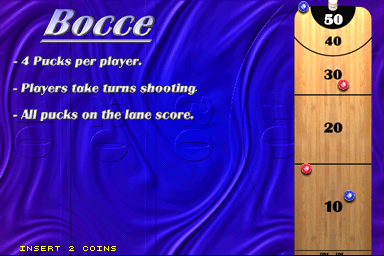 Bocce
- 4 Pucks per player.
- Players take turns shooting.
- All pucks on the lane score.
50
40
30
20
10
INSERT 2 COINS